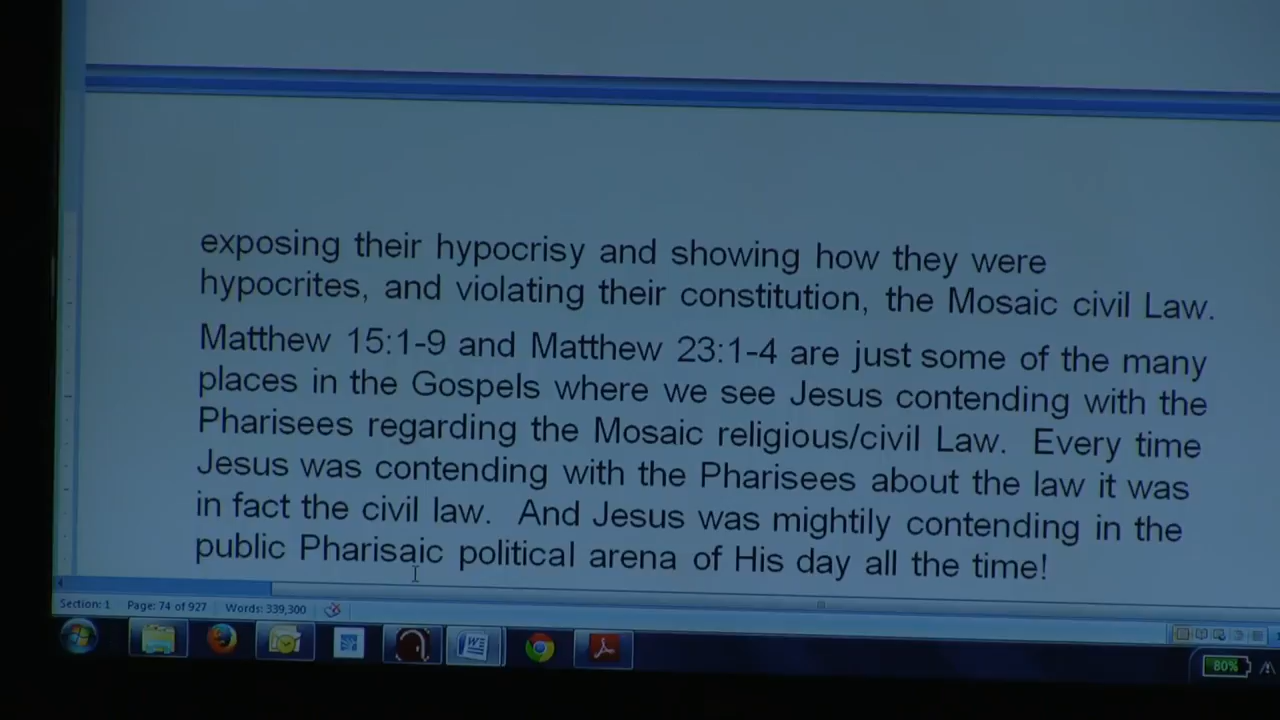 exposing their hypocrisy and showing how they were
hypocrites, and violating their constitution, the Mosaic civil Law.
Matthew 15:1-9 and Matthew 23:1-4 are just some of the many
places in the Gospels where we see Jesus contending with the
Pharisees regarding the Mosaic religious/civil Law.  Every time
Jesus was contending with the Pharisees about the law it was
in fact the civil law.  And Jesus was mightily contending in the
public Pharisaic political arena of His day all the time!
Section: 1 Page: 74 of 927 Words: 339,300
80%